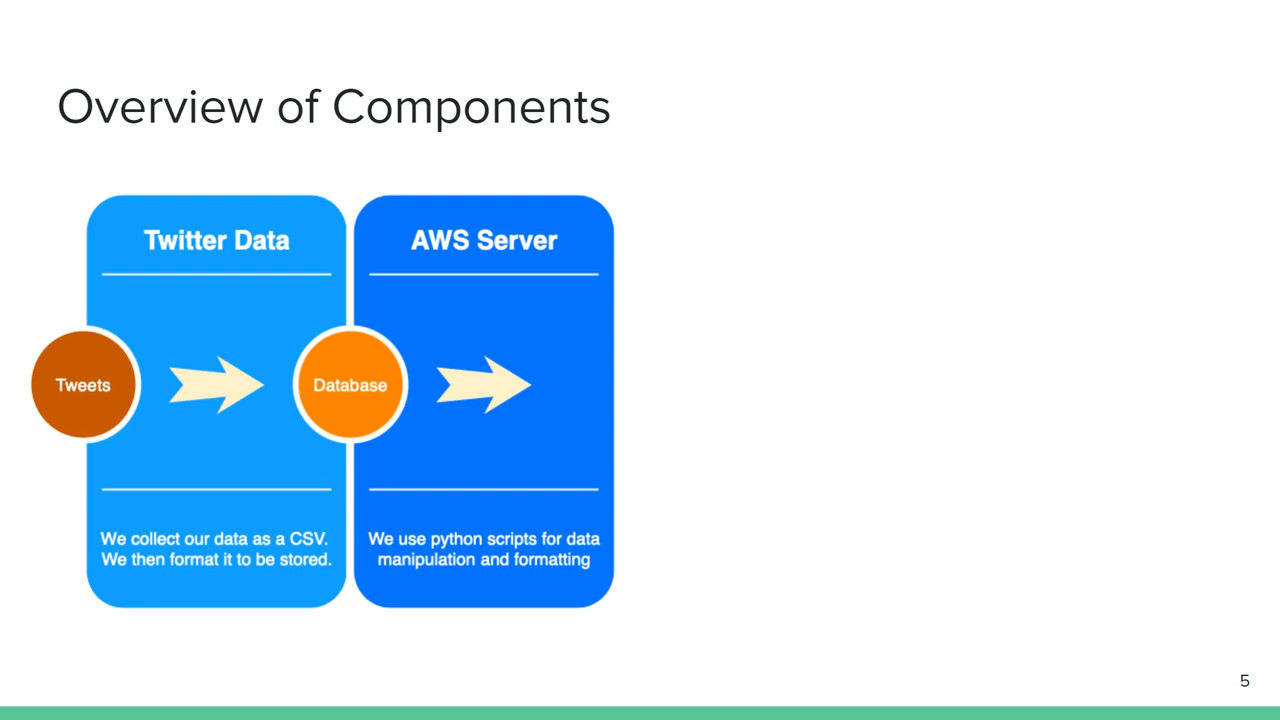 Overview of Components
Twitter Data
AWS Server
Tweets
Database
We collect our data as a CSV.
We then format it to be stored.
We use python scripts for data
manipulation and formatting
5